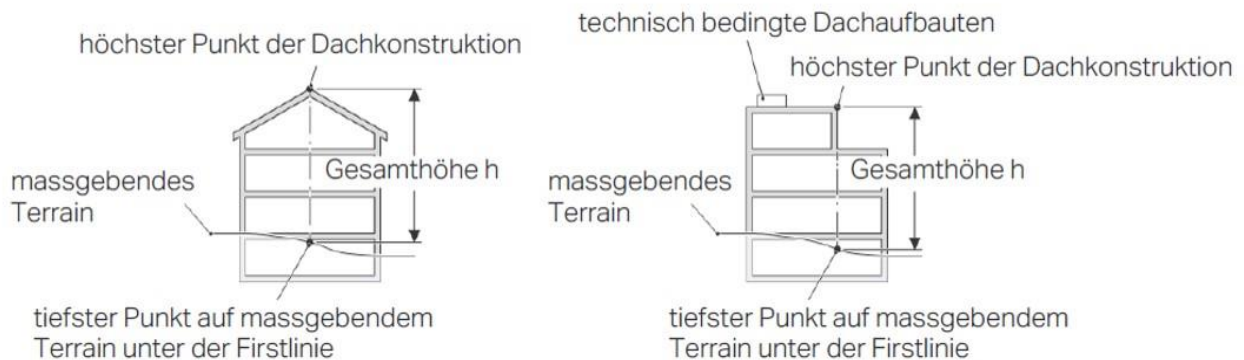 höchster Punkt der Dachkonstruktion
Gesamthöhe h
massgebendes
Terrain
tiefster Punkt auf massgebendem
Terrain unter der Firstlinie
technisch bedingte Dachaufbauten
höchster Punkt der Dachkonstruktion
Gesamthöhe h
massgebendes
Terrain
tiefster Punkt auf massgebendem
Terrain unter der Firstlinie